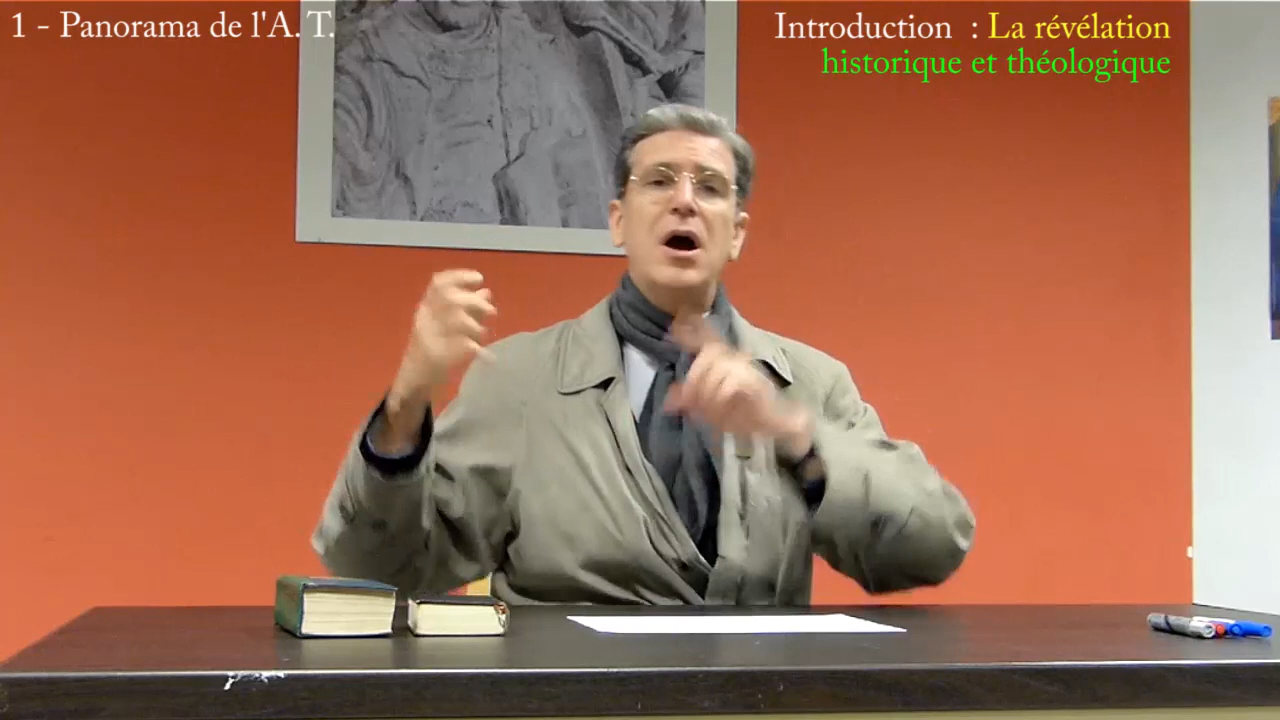 1 - Panorama de l'A. T.
Introduction : La révélation
historique et théologique